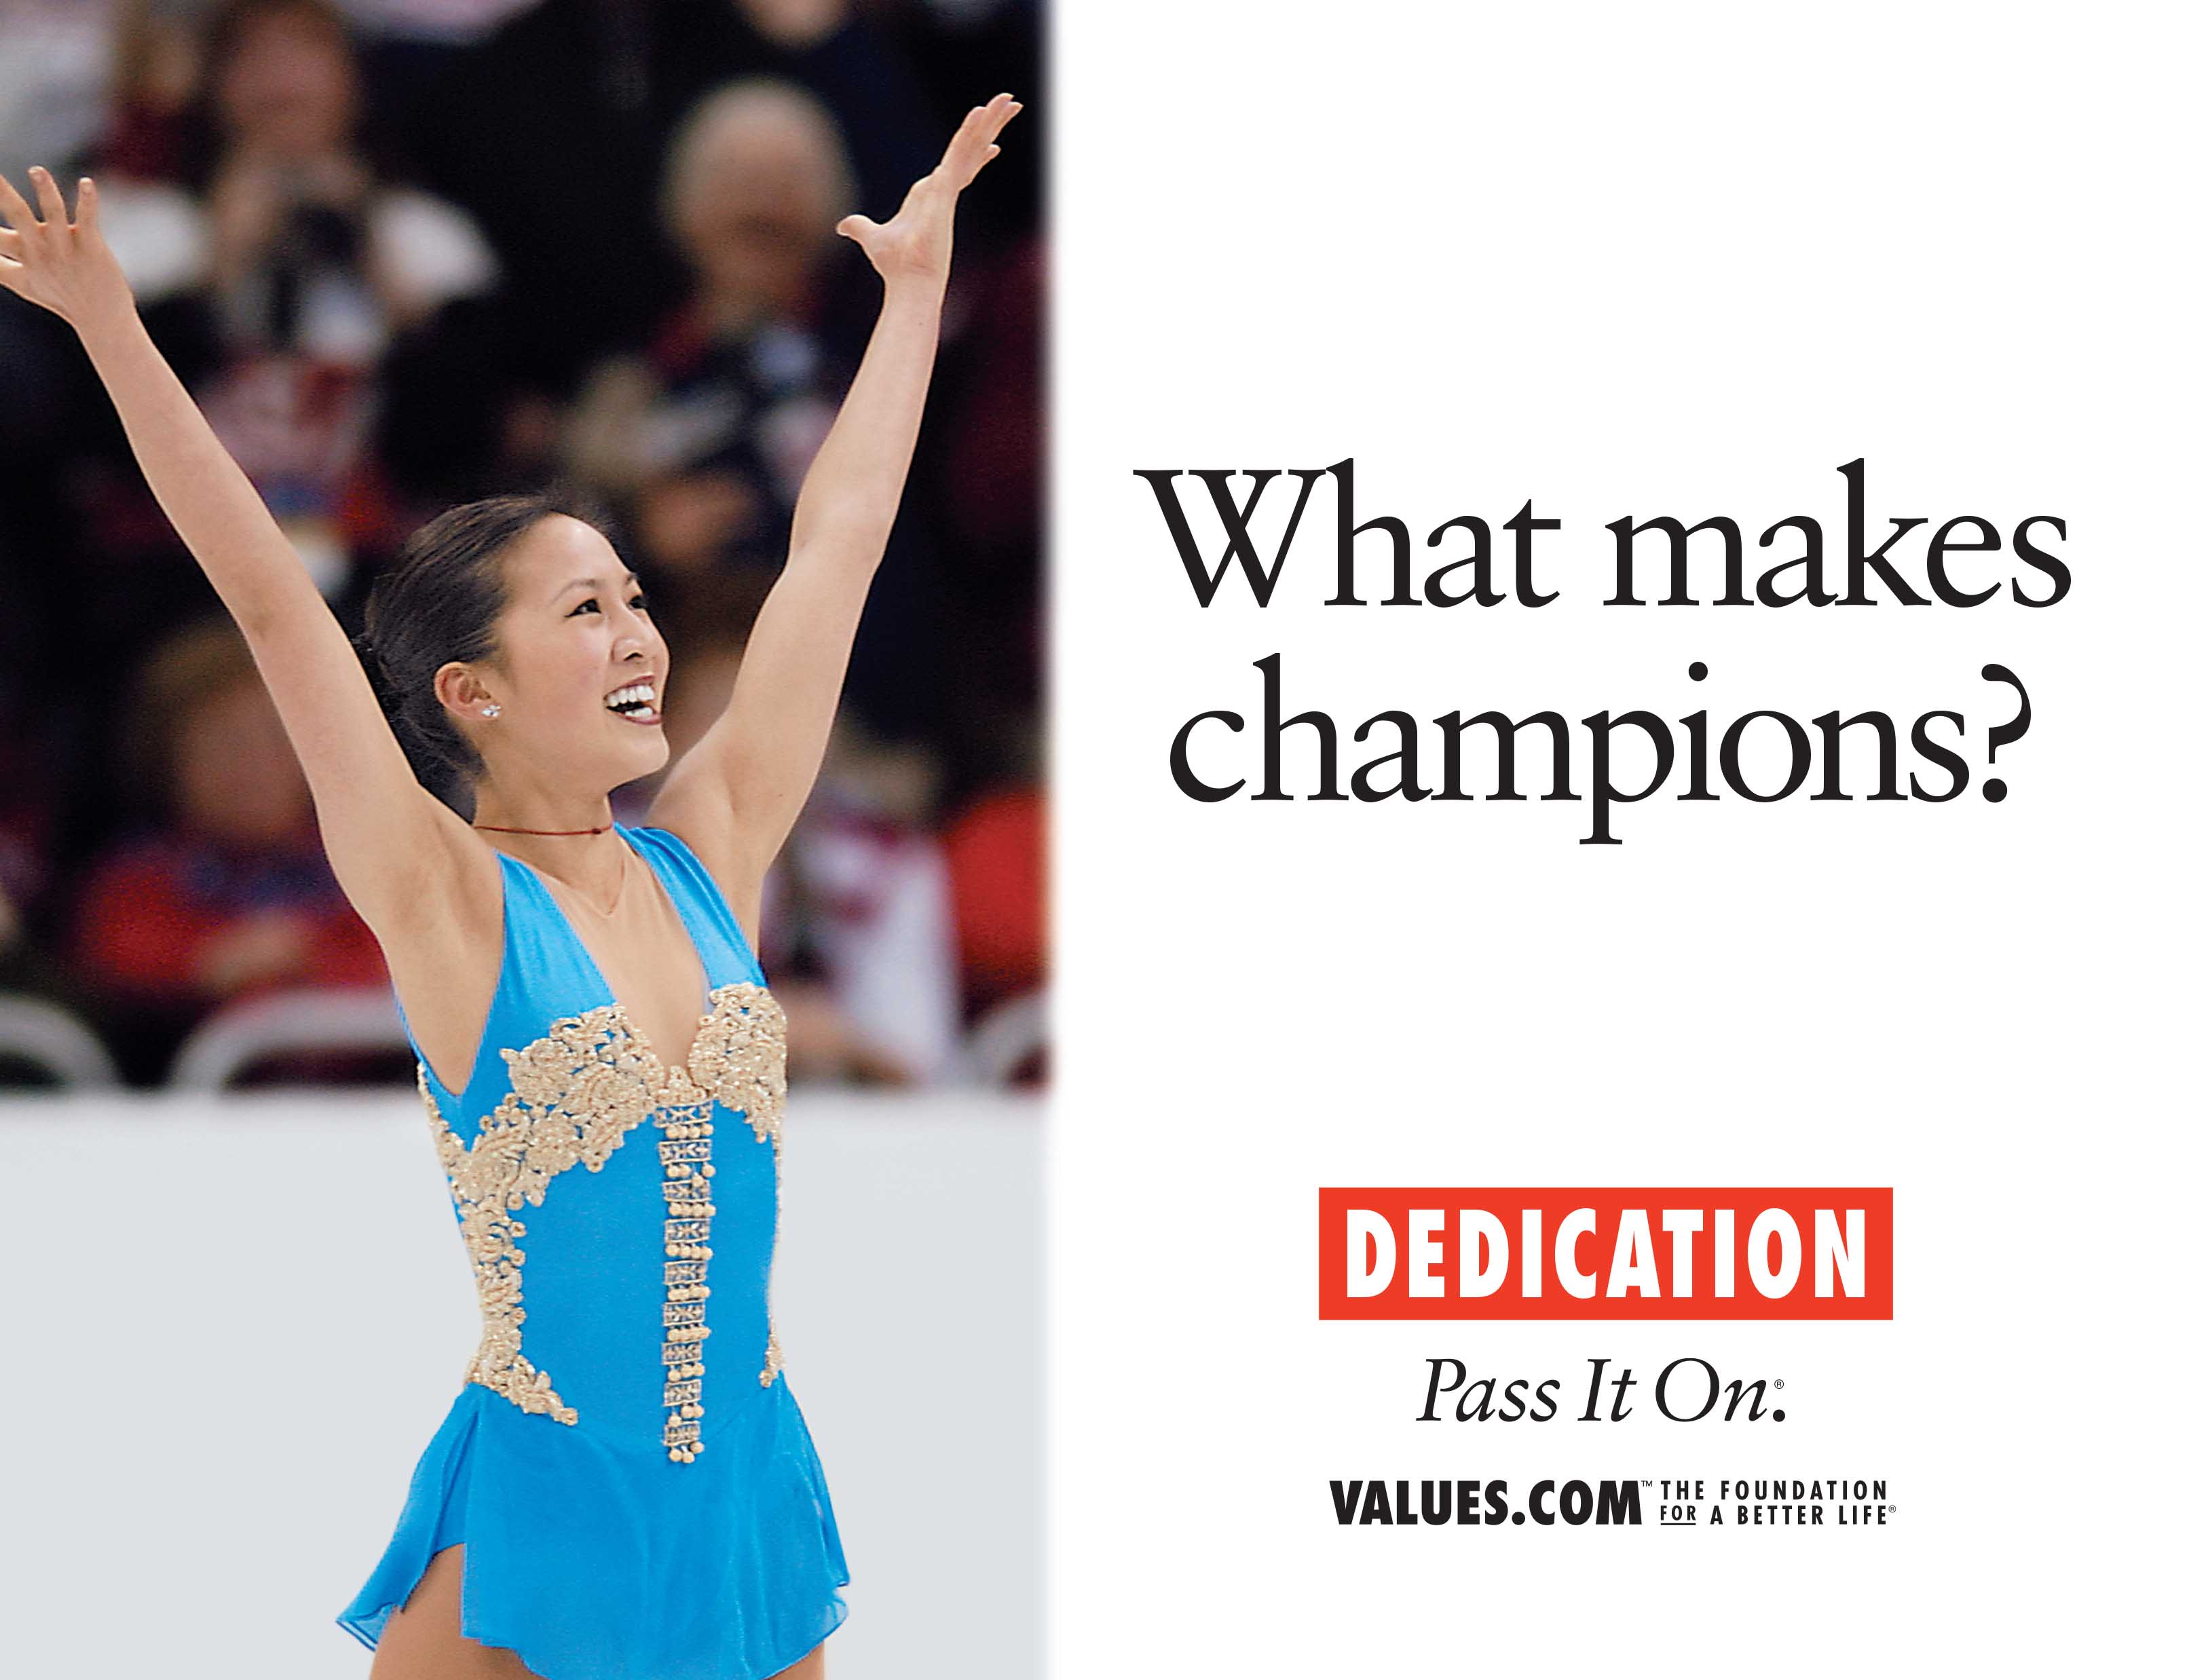 What makes
champions?
DEDICATION
Pass It On.®
VALUES.COM™ THE FOUNDATION
FOR A BETTER LIFE®